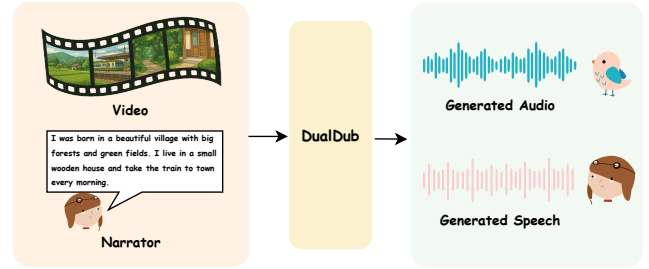 Video
I was born in a beautiful village with big
forests and green fields. I live in a small
wooden house and take the train to town
every morning.
Narrator
DualDub
Generated Audio
Generated Speech